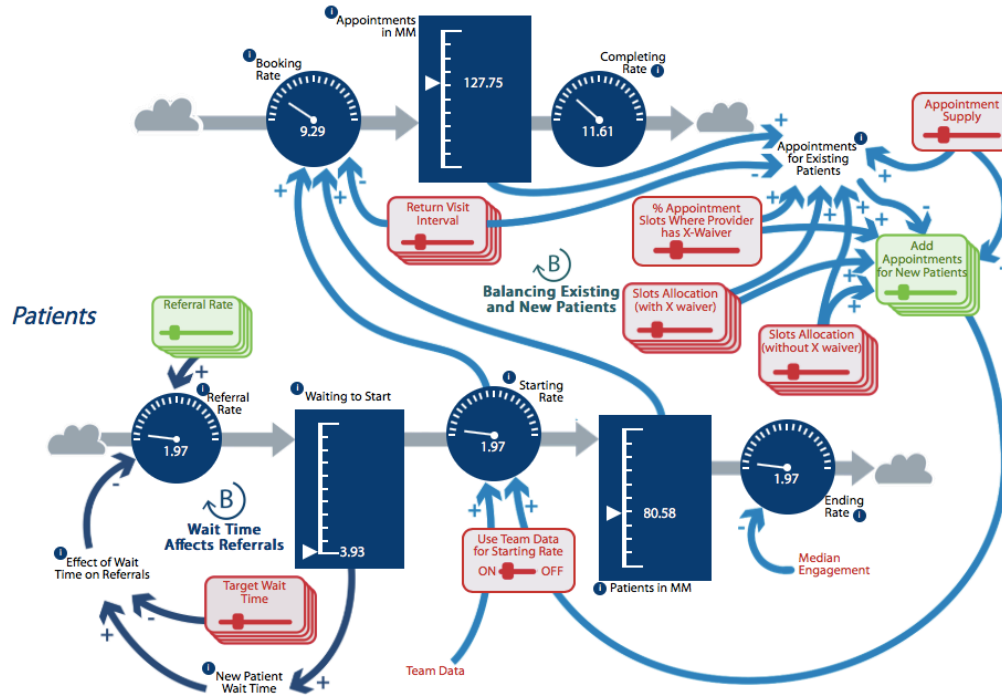 Appointments
in MM
Booking
Rate
Completing
Rate
Appointment
Supply
127.75
9.29
11.61
Appointments
for Existing
Patients
Return Visit
Interval
% Appointment
Slots Where Provider
has X-Waiver
Add
Appointments
for New Patients
B
Balancing Existing
and New Patients
Slots Allocation
(with X waiver)
Slots Allocation
(without X waiver)
Patients
Referral Rate
Referral
Rate
Waiting to Start
Starting
Rate
1.97
3.93
1.97
80.58
1.97
B
Wait Time
Affects Referrals
Ending
Rate
Use Team Data
for Starting Rate
ON OFF
Effect of Wait
Time on Referrals
Median
Engagement
Target Wait
Time
Patients in MM
New Patient
Wait Time
Team Data